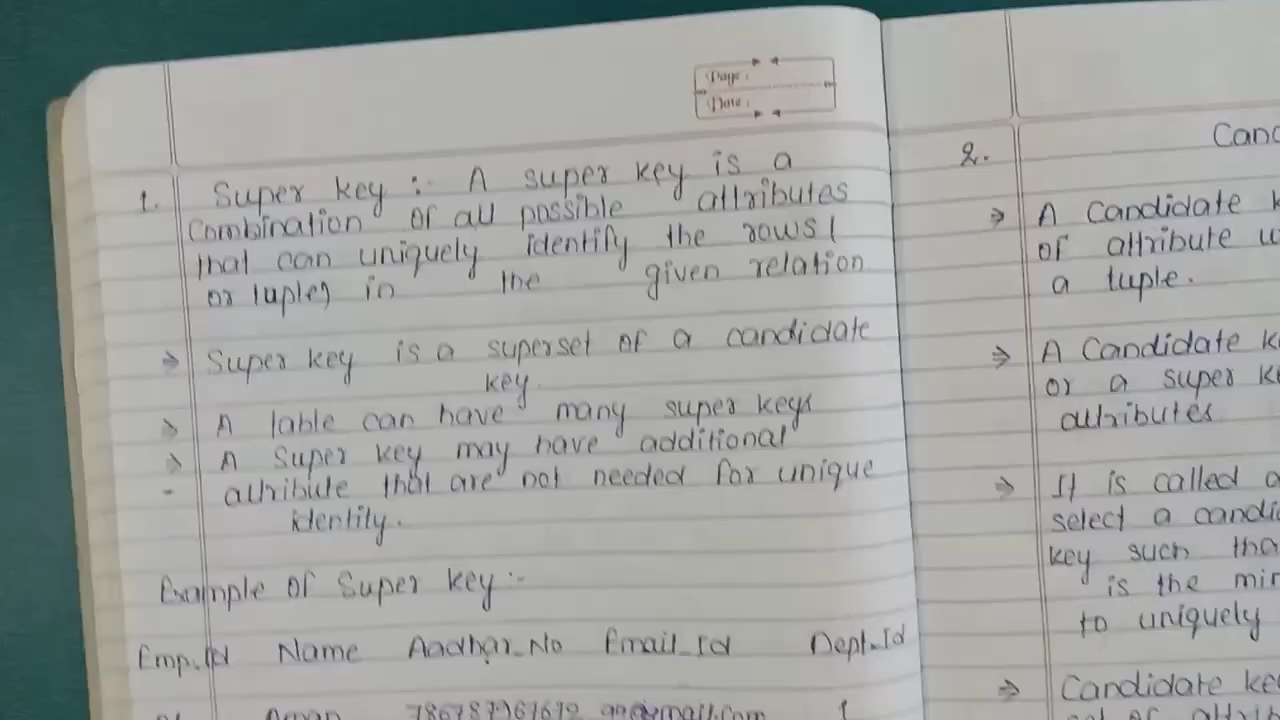 Page :
Date :
1. Super key :- A super key is a
combination of all possible attributes
that can uniquely identify the rows (
or tuples) in the given relation
⇒ Super key is a superset of a candidate
key.
⇒ A table can have many super keys
⇒ A super key may have additional
- attribute that are not needed for unique
identity.
Example of Super key :-
Emp.Id Name Aadhar_No Email_Id Dept_Id
Aman 1
2.
⇒ A Candidate
of attribute
a tuple.
⇒ A Candidate
or a super
attributes
⇒ It is called
select a
key such
is the
to uniquely
⇒ Candidate